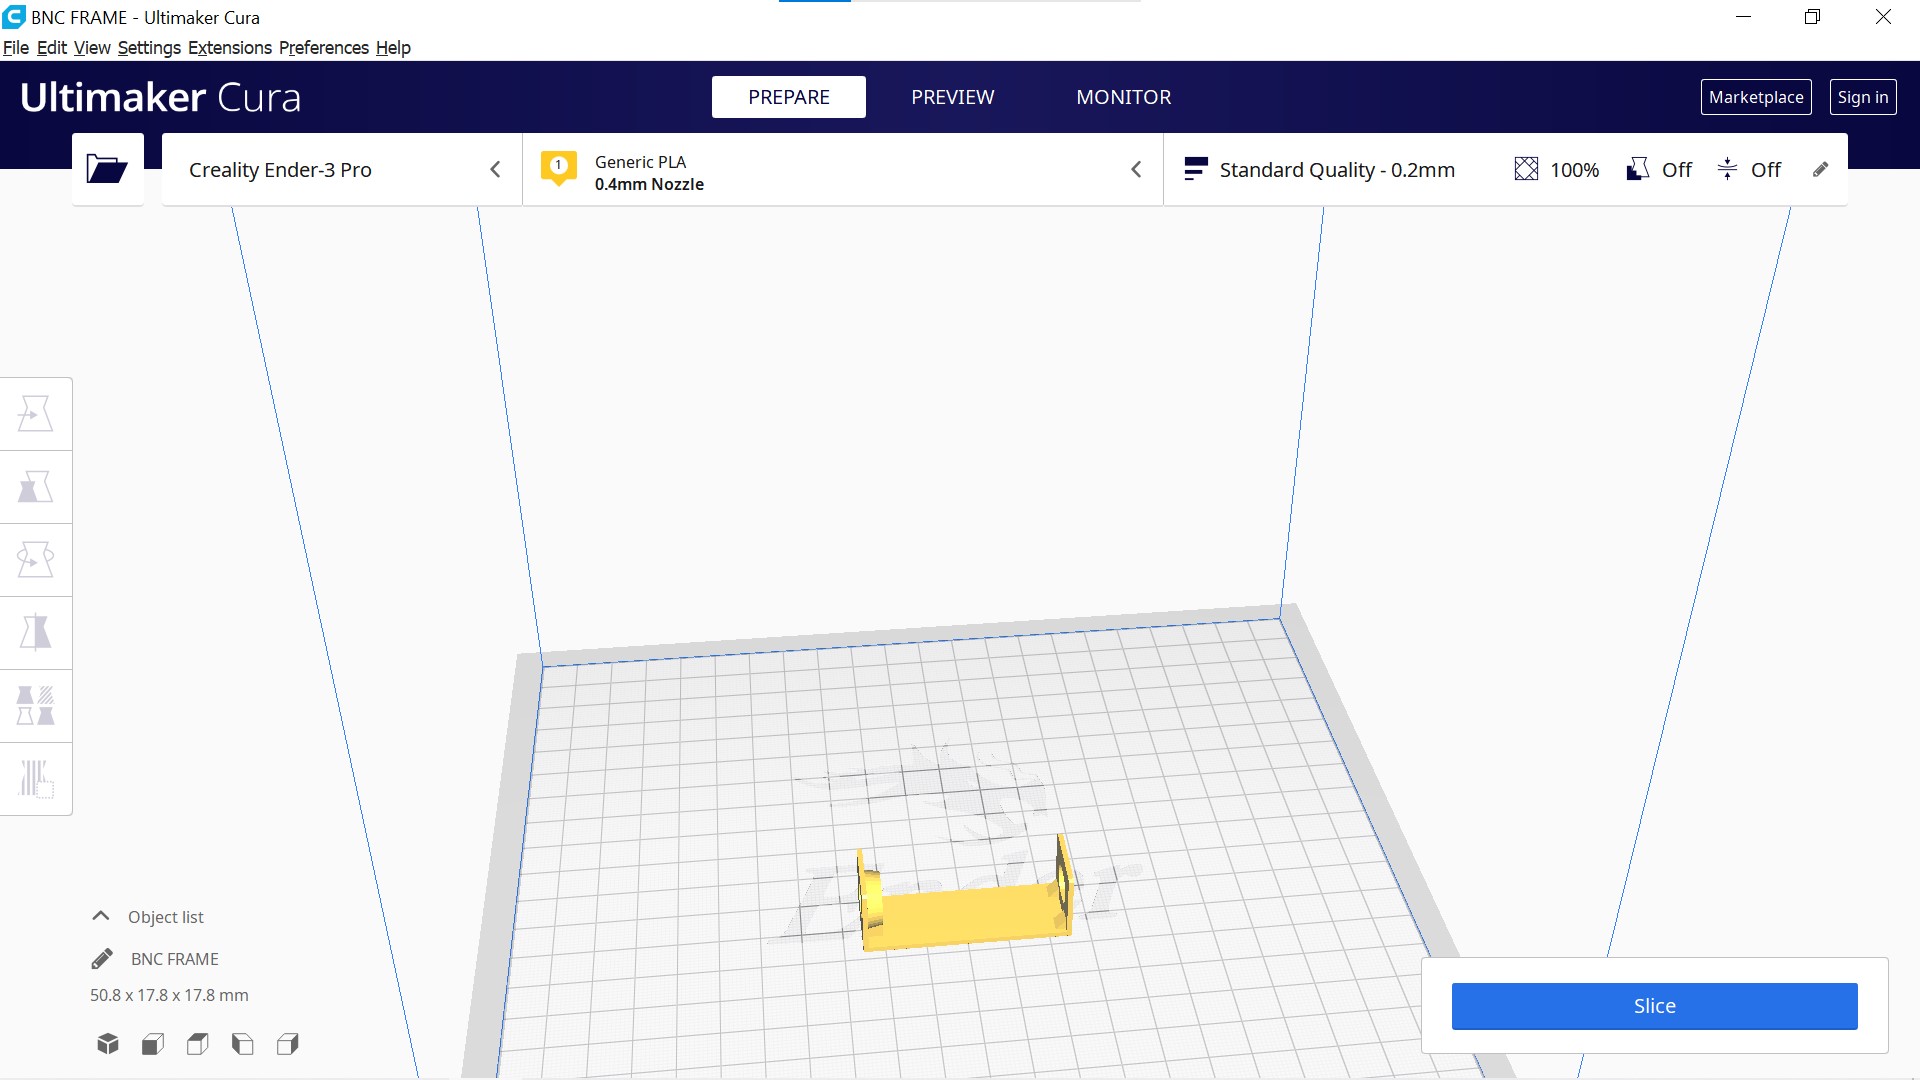 BNC FRAME - Ultimaker Cura
File Edit View Settings Extensions Preferences Help
Ultimaker Cura
PREPARE
PREVIEW
MONITOR
Marketplace
Sign in
Creality Ender-3 Pro
1
Generic PLA
0.4mm Nozzle
Standard Quality - 0.2mm
100%
Off
Off
Ender
Object list
BNC FRAME
50.8 x 17.8 x 17.8 mm
Slice